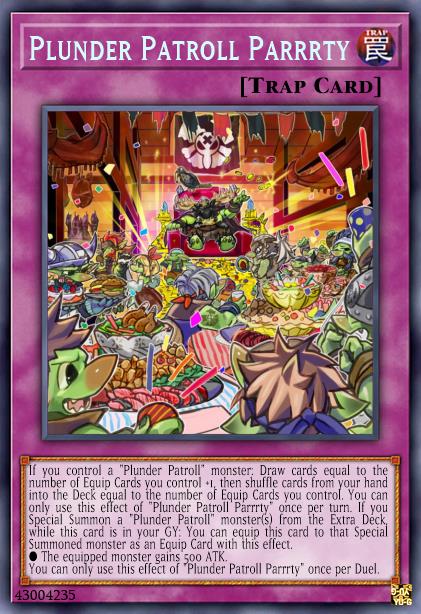 Plunder Patroll Parrrty
TRAP
罠
[Trap Card]
If you control a "Plunder Patroll" monster: Draw cards equal to the
number of Equip Cards you control +1, then shuffle cards from your hand
into the Deck equal to the number of Equip Cards you control. You can
only use this effect of "Plunder Patroll Parrrty" once per turn. If you
Special Summon a "Plunder Patroll" monster(s) from the Extra Deck,
while this card is in your GY: You can equip this card to that Special
Summoned monster as an Equip Card with this effect.
● The equipped monster gains 500 ATK.
You can only use this effect of "Plunder Patroll Parrrty" once per Duel.
43004235